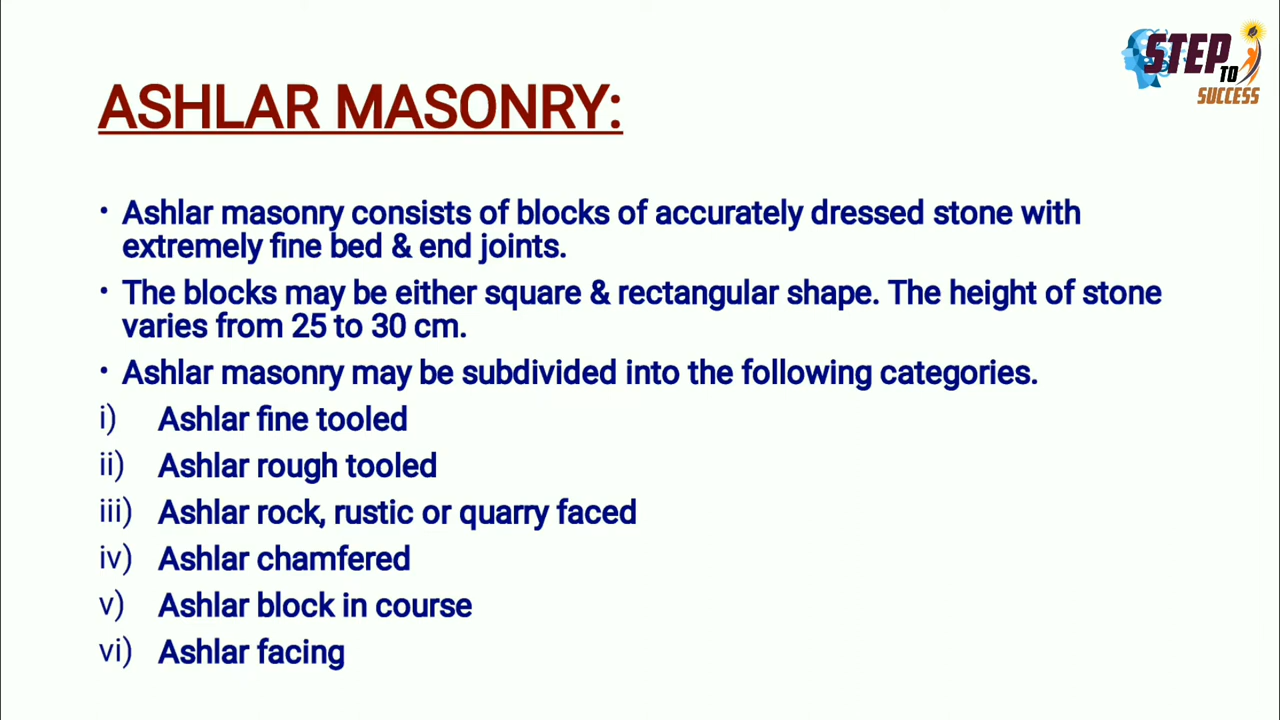 STEP
TO
SUCCESS
ASHLAR MASONRY:
• Ashlar masonry consists of blocks of accurately dressed stone with
extremely fine bed & end joints.
• The blocks may be either square & rectangular shape. The height of stone
varies from 25 to 30 cm.
• Ashlar masonry may be subdivided into the following categories.
i) Ashlar fine tooled
ii) Ashlar rough tooled
iii) Ashlar rock, rustic or quarry faced
iv) Ashlar chamfered
v) Ashlar block in course
vi) Ashlar facing